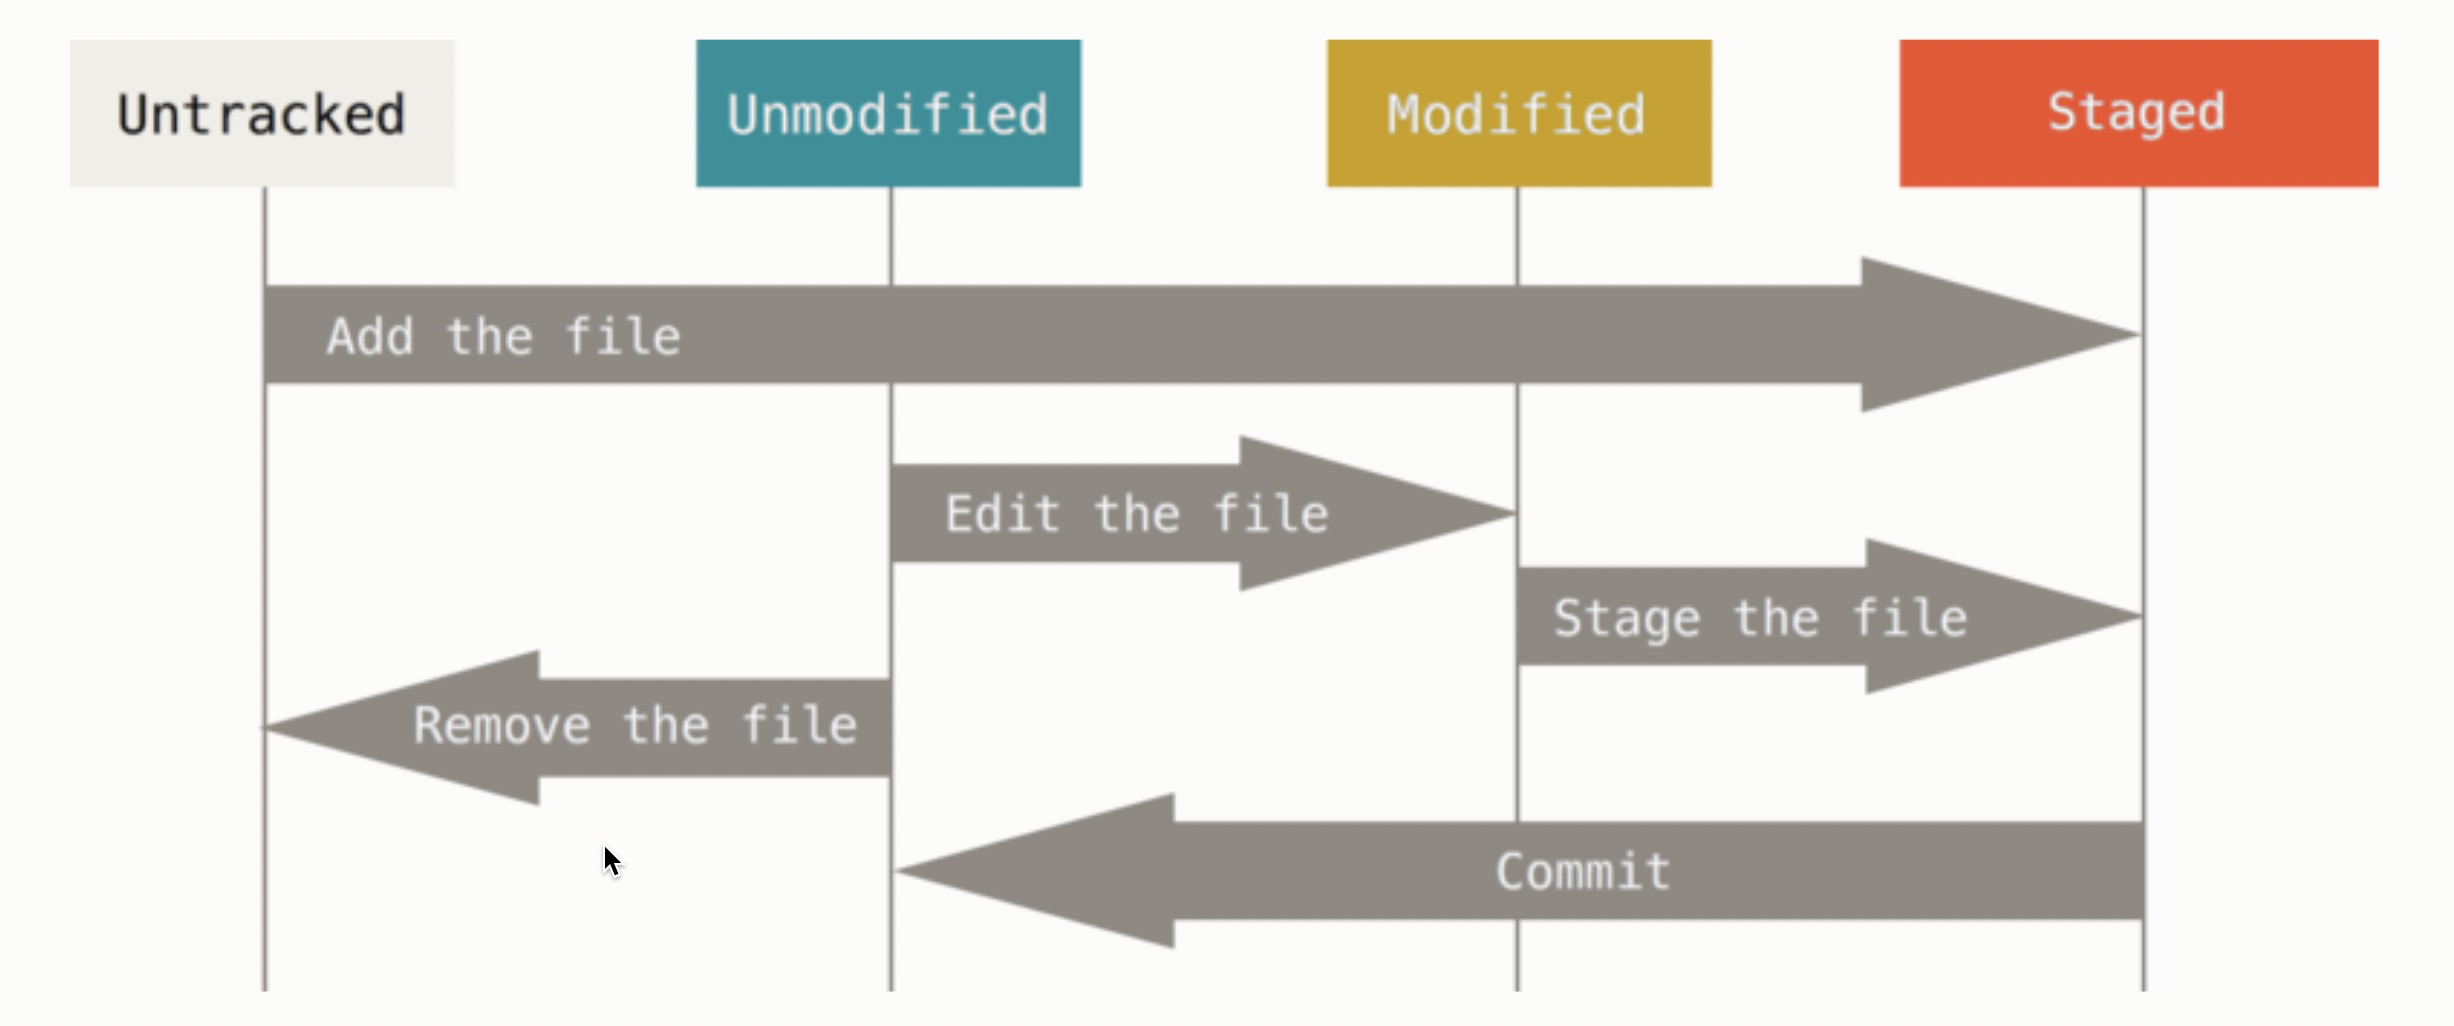 Untracked
Unmodified
Modified
Staged
Add the file
Edit the file
Stage the file
Remove the file
Commit